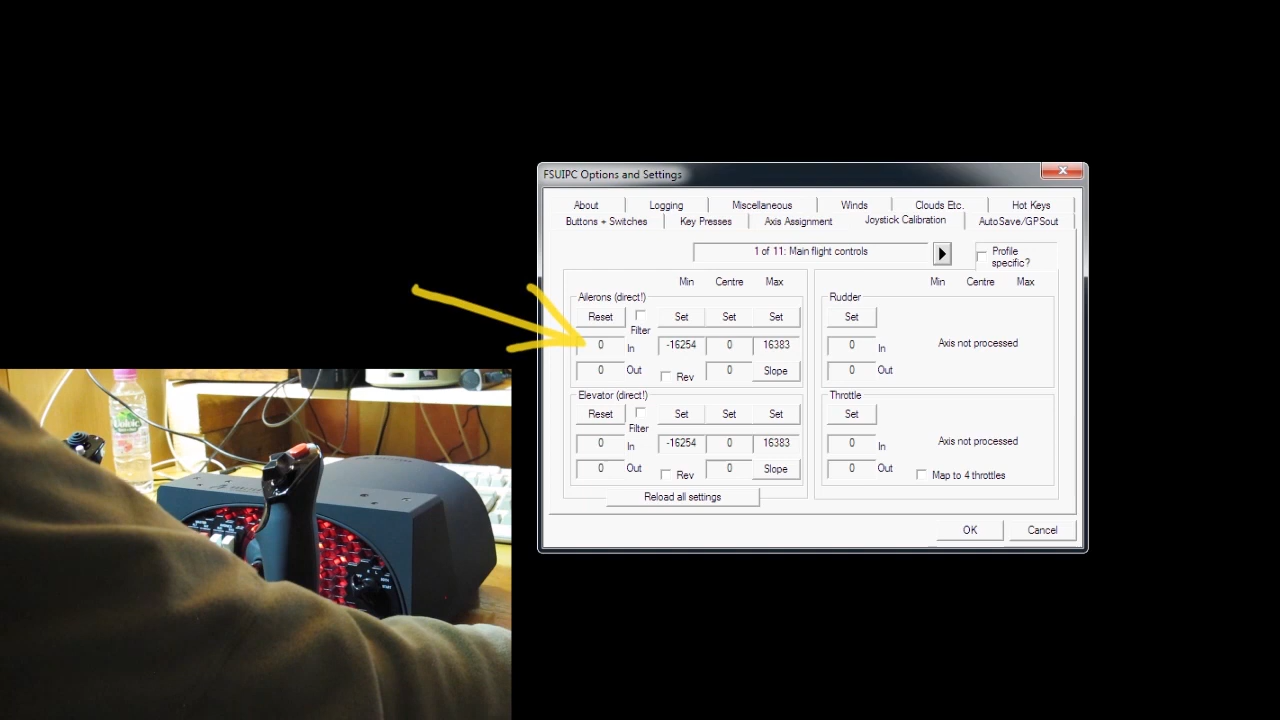 FSUIPC Options and Settings
About Logging Miscellaneous Winds Clouds Etc. Hot Keys
Buttons + Switches Key Presses Axis Assignment Joystick Calibration AutoSave/GPSout
1 of 11: Main flight controls
Profile
specific?
Min Centre Max
Ailerons (direct!)
Reset Set Set Set
Filter
0 In -16254 0 16383
0 Out Rev 0 Slope
Elevator (direct!)
Reset Set Set Set
Filter
0 In -16254 0 16383
0 Out Rev 0 Slope
Reload all settings
Min Centre Max
Rudder
Set
0 In Axis not processed
0 Out
Throttle
Set
0 In Axis not processed
0 Out Map to 4 throttles
OK Cancel
Volvic